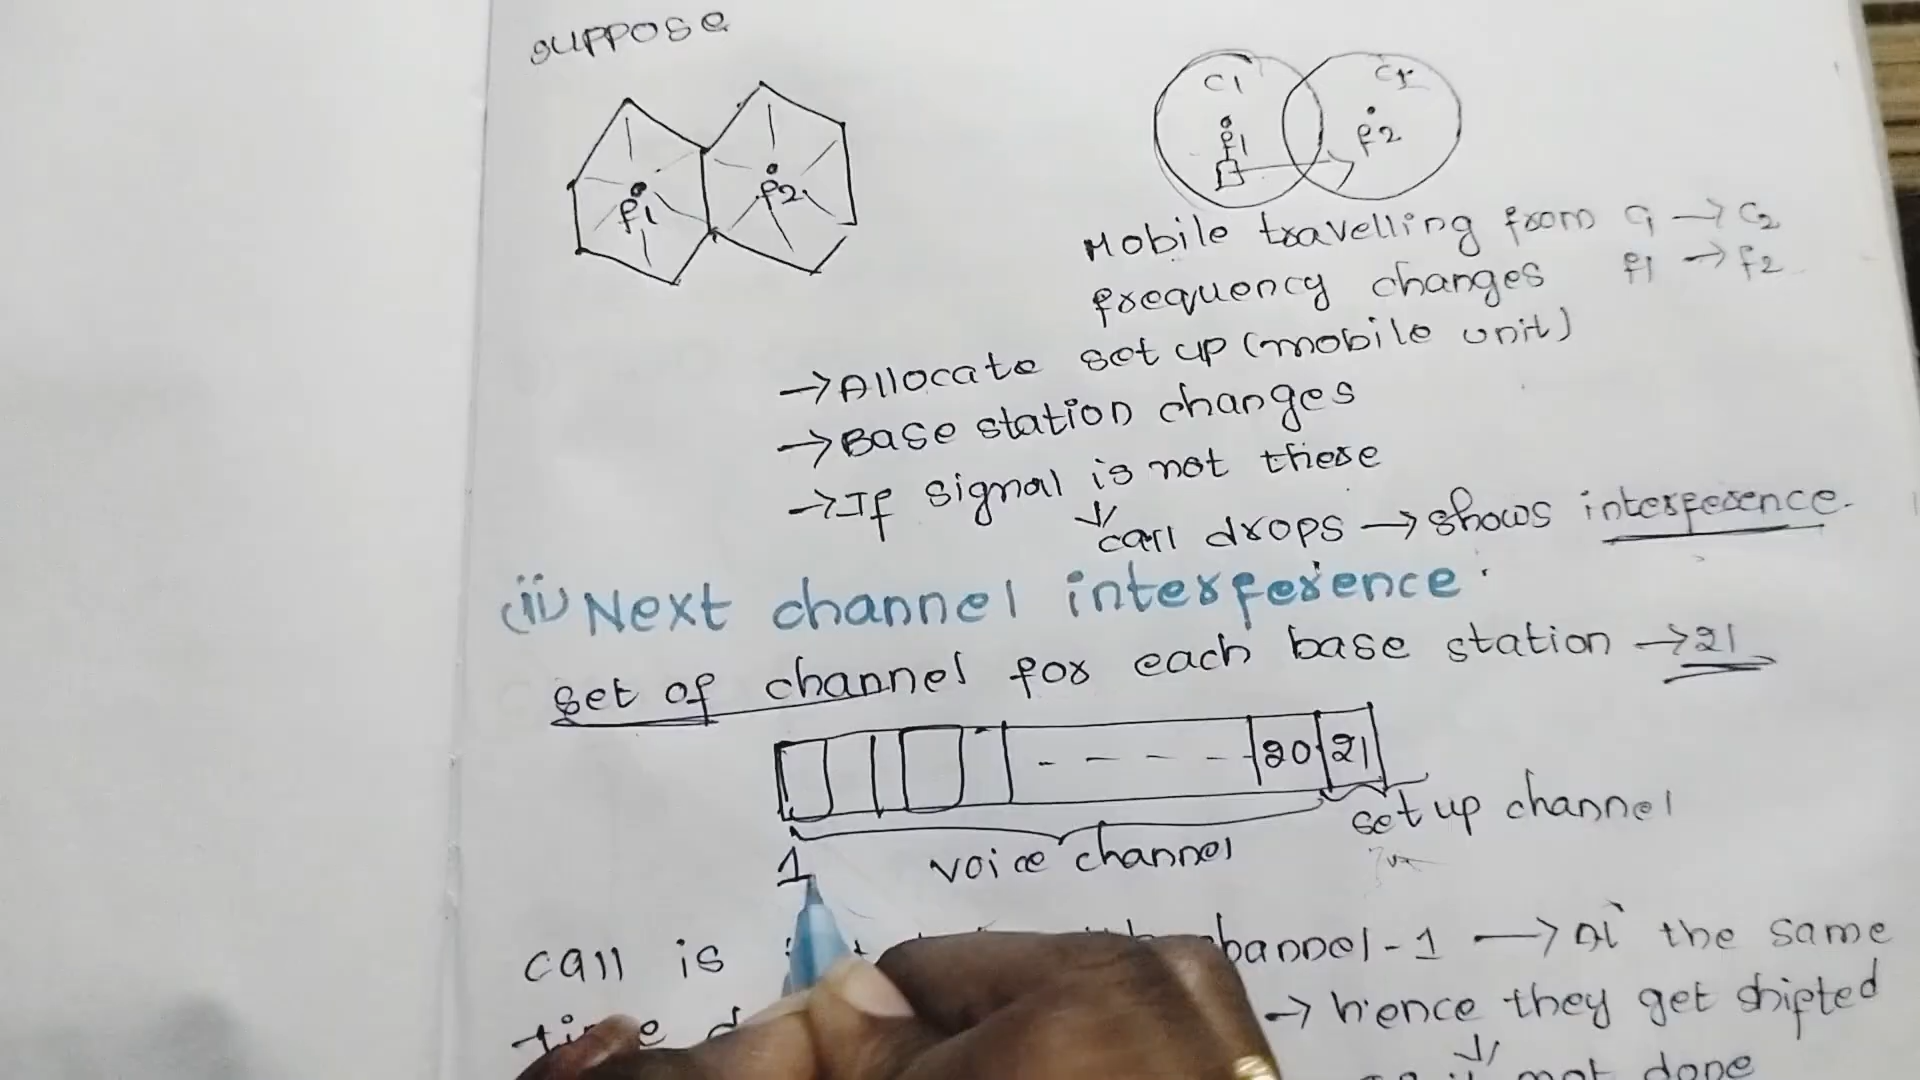 suppose
C1
f1
f2
f1
f2
Mobile travelling from C1 → C2
frequency changes f1 → f2
→ Allocate set up (mobile unit)
→ Base station changes
→ If signal is not there
call drops → shows interference.
(ii) Next channel interference
set of channel for each base station → 21
- - - - 20 21
set up channel
1 voice channel
call is channel-1 → At the same
→ hence they get shifted
not done